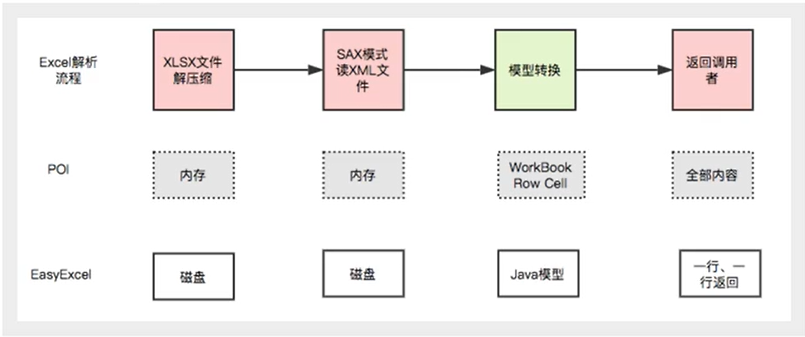 Excel解析
流程
XLSX文件
解压缩
SAX模式
读XML文
件
模型转换
返回调用
者
POI
内存
内存
WorkBook
Row Cell
全部内容
EasyExcel
磁盘
磁盘
Java模型
一行、一
行返回